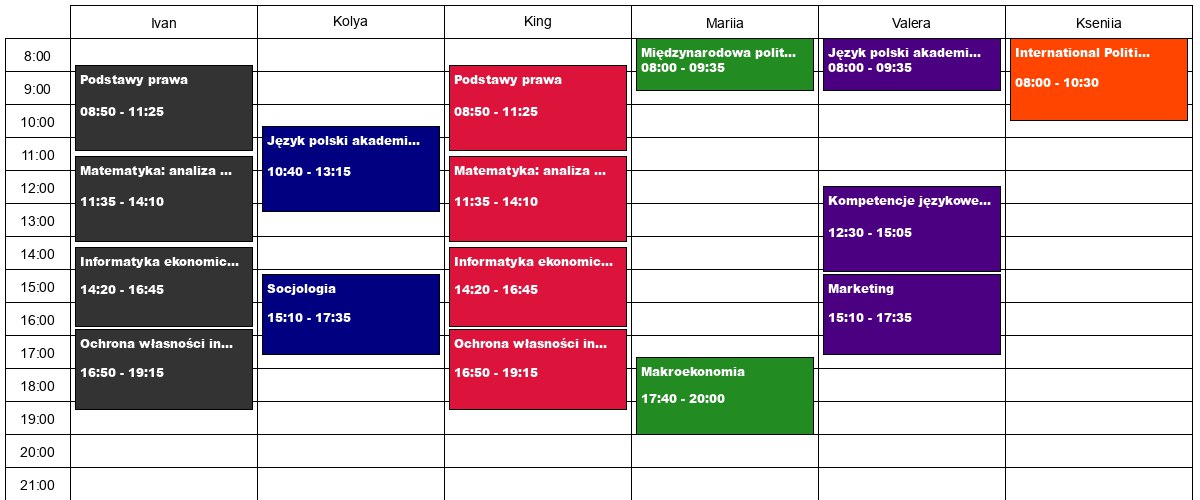 Ivan
Kolya
King
Mariia
Valera
Kseniia
8:00
9:00
10:00
11:00
12:00
13:00
14:00
15:00
16:00
17:00
18:00
19:00
20:00
21:00
Podstawy prawa
08:50 - 11:25
Matematyka: analiza ...
11:35 - 14:10
Informatyka ekonomic...
14:20 - 16:45
Ochrona własności in...
16:50 - 19:15
Język polski akademi...
10:40 - 13:15
Socjologia
15:10 - 17:35
Podstawy prawa
08:50 - 11:25
Matematyka: analiza ...
11:35 - 14:10
Informatyka ekonomic...
14:20 - 16:45
Ochrona własności in...
16:50 - 19:15
Międzynarodowa polit...
08:00 - 09:35
Makroekonomia
17:40 - 20:00
Język polski akademi...
08:00 - 09:35
Kompetencje językowe...
12:30 - 15:05
Marketing
15:10 - 17:35
International Politi...
08:00 - 10:30